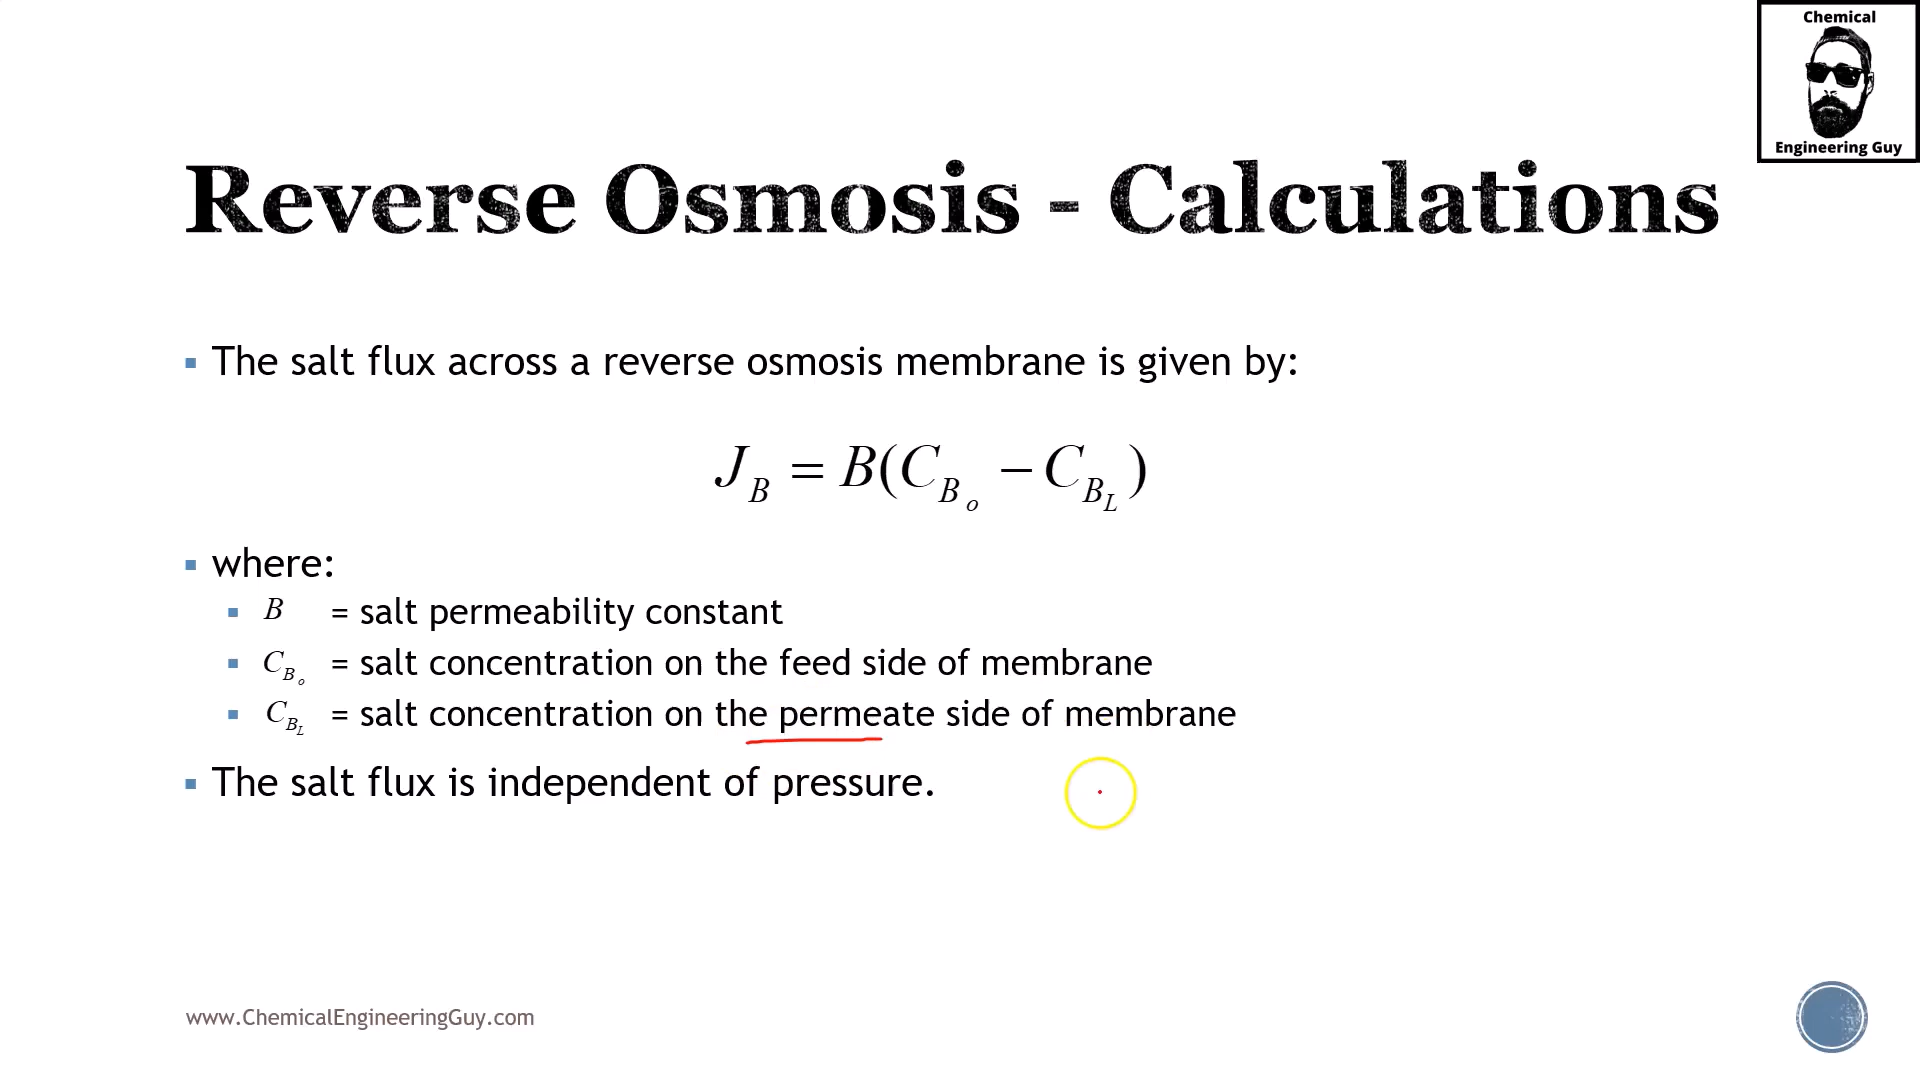 Chemical
Engineering Guy
Reverse Osmosis - Calculations
The salt flux across a reverse osmosis membrane is given by:
J_B = B(C_{B_o} − C_{B_L})
where:
B = salt permeability constant
C_{B_o} = salt concentration on the feed side of membrane
C_{B_L} = salt concentration on the permeate side of membrane
The salt flux is independent of pressure.
www.ChemicalEngineeringGuy.com